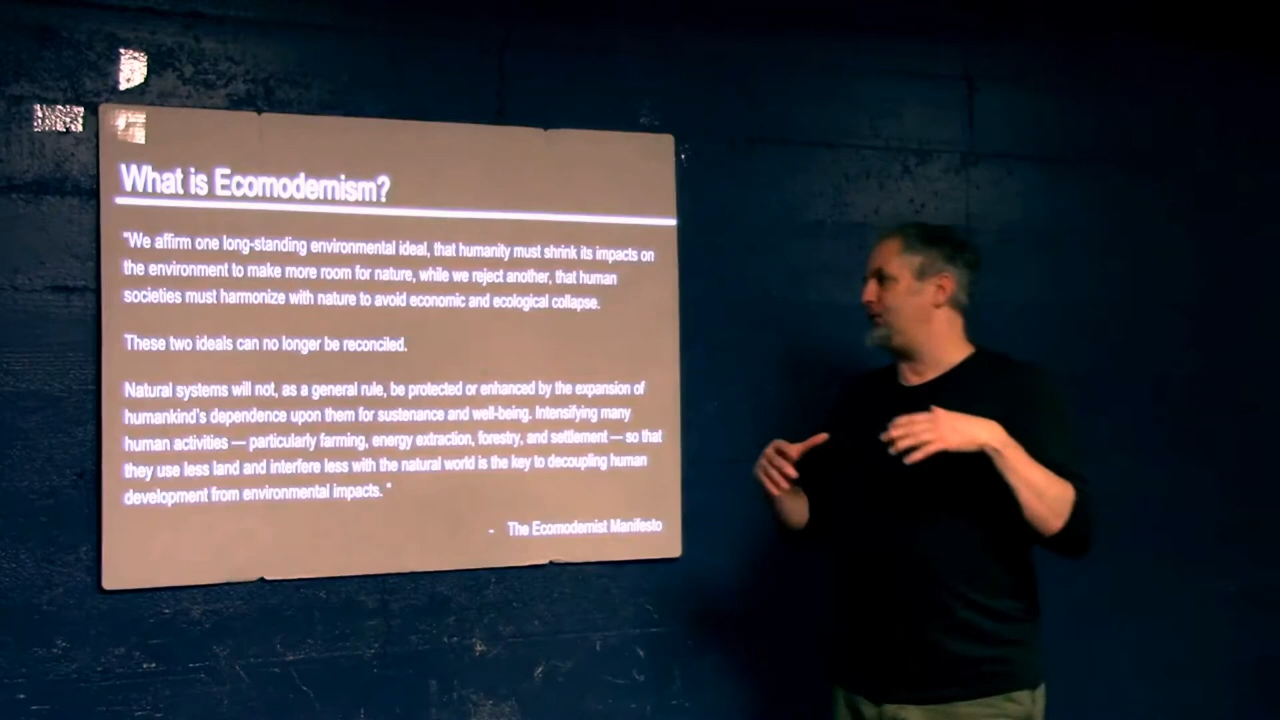 What is Ecomodernism?
"We affirm one long-standing environmental ideal, that humanity must shrink its impacts on
the environment to make more room for nature, while we reject another, that human
societies must harmonize with nature to avoid economic and ecological collapse.
These two ideals can no longer be reconciled.
Natural systems will not, as a general rule, be protected or enhanced by the expansion of
humankind's dependence upon them for sustenance and well-being. Intensifying many
human activities — particularly farming, energy extraction, forestry, and settlement — so that
they use less land and interfere less with the natural world is the key to decoupling human
development from environmental impacts. "
- The Ecomodernist Manifesto